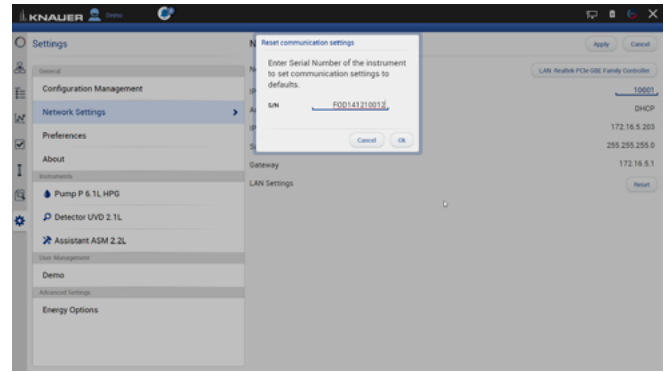 KNAUER Demo
Settings
Apply
Cancel
General
Configuration Management
Network Settings
Preferences
About
Instruments
Pump P 6.1L HPG
Detector UVD 2.1L
Assistant ASM 2.2L
User Management
Demo
Advanced Settings
Energy Options
Reset communication settings
Enter Serial Number of the instrument
to set communication settings to
defaults.
S/N FOD141210012
Cancel Ok
LAN: Realtek PCIe GBE Family Controller
10001
DHCP
172.16.5.203
255.255.255.0
Gateway 172.16.5.1
LAN Settings Reset